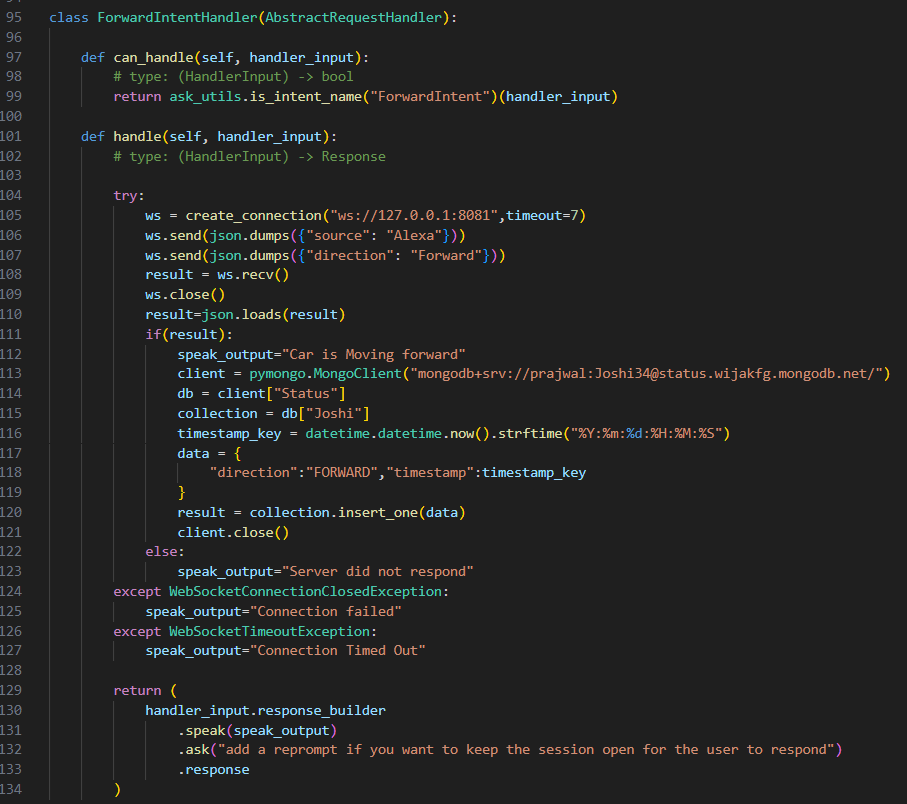 95 class ForwardIntentHandler(AbstractRequestHandler):
96
97 def can_handle(self, handler_input):
98 # type: (HandlerInput) -> bool
99 return ask_utils.is_intent_name("ForwardIntent")(handler_input)
100
101 def handle(self, handler_input):
102 # type: (HandlerInput) -> Response
103
104 try:
105 ws = create_connection("ws://127.0.0.1:8081",timeout=7)
106 ws.send(json.dumps({"source": "Alexa"}))
107 ws.send(json.dumps({"direction": "Forward"}))
108 result = ws.recv()
109 ws.close()
110 result=json.loads(result)
111 if(result):
112 speak_output="Car is Moving forward"
113 client = pymongo.MongoClient("mongodb+srv://prajwal:Joshi34@status.wijakfg.mongodb.net/")
114 db = client["Status"]
115 collection = db["Joshi"]
116 timestamp_key = datetime.datetime.now().strftime("%Y:%m:%d:%H:%M:%S")
117 data = {
118 "direction":"FORWARD","timestamp":timestamp_key
119 }
120 result = collection.insert_one(data)
121 client.close()
122 else:
123 speak_output="Server did not respond"
124 except WebSocketConnectionClosedException:
125 speak_output="Connection failed"
126 except WebSocketTimeoutException:
127 speak_output="Connection Timed Out"
128
129 return (
130 handler_input.response_builder
131 .speak(speak_output)
132 .ask("add a reprompt if you want to keep the session open for the user to respond")
133 .response
134 )